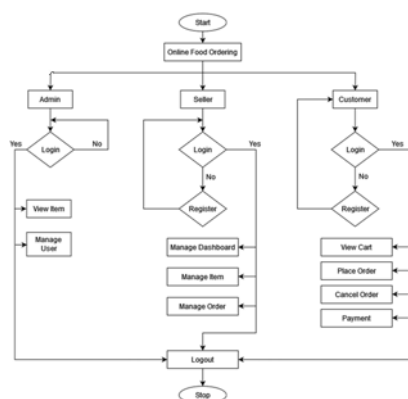 Start
Online Food Ordering
Admin
Seller
Customer
Yes
Login
No
Login
Yes
Login
Yes
No
No
Register
Register
View Item
Manage
User
Manage Dashboard
Manage Item
Manage Order
View Cart
Place Order
Cancel Order
Payment
Logout
Stop